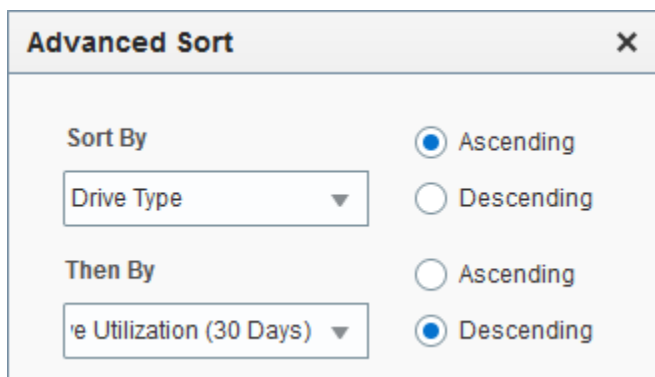 Advanced Sort
Sort By
Ascending
Drive Type
Descending
Then By
Ascending
e Utilization (30 Days)
Descending